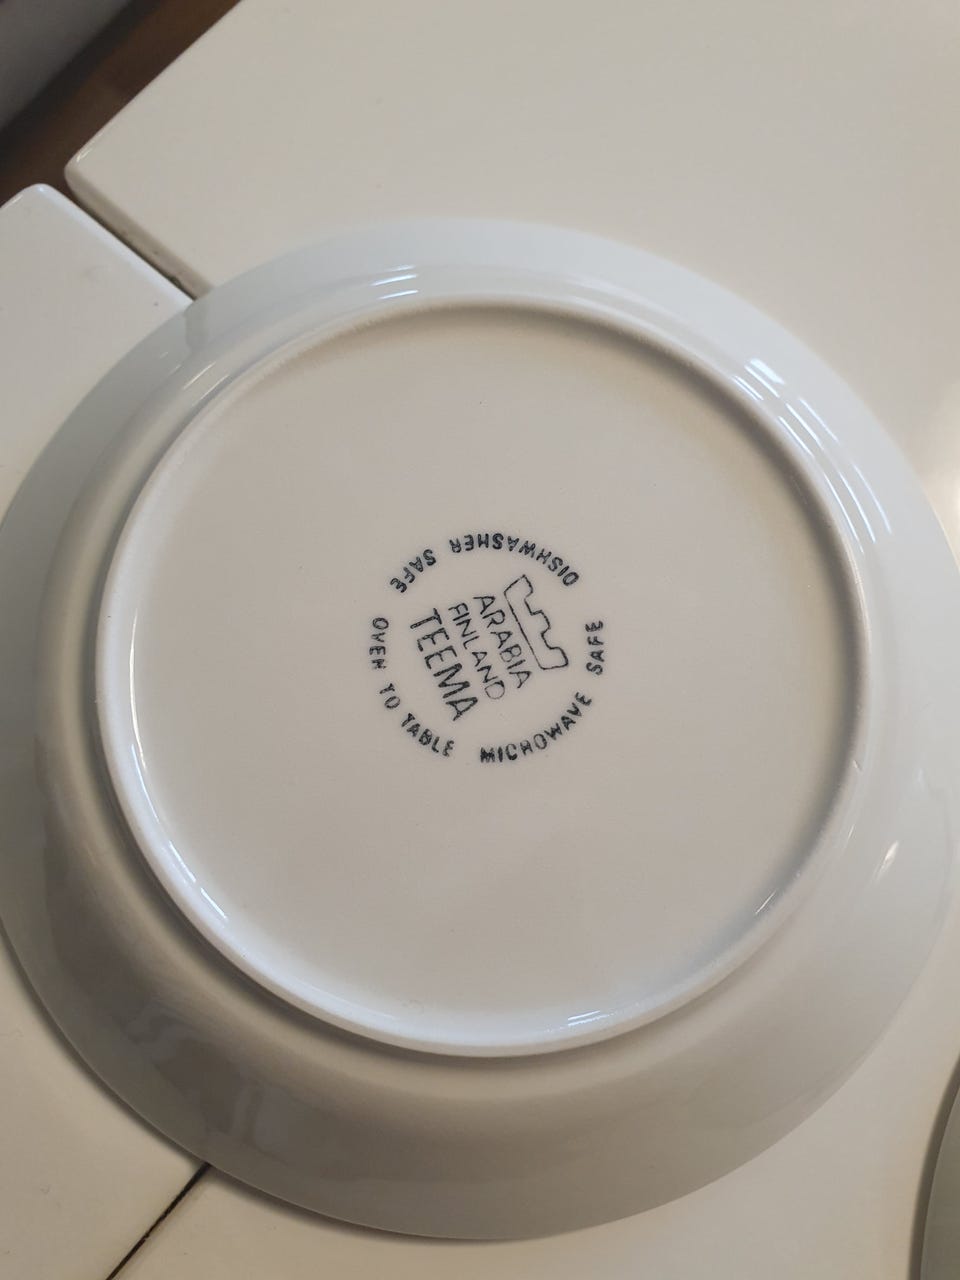 ARABIA
FINLAND
TEEMA
OVEN TO TABLE
MICROWAVE SAFE
DISHWASHER SAFE